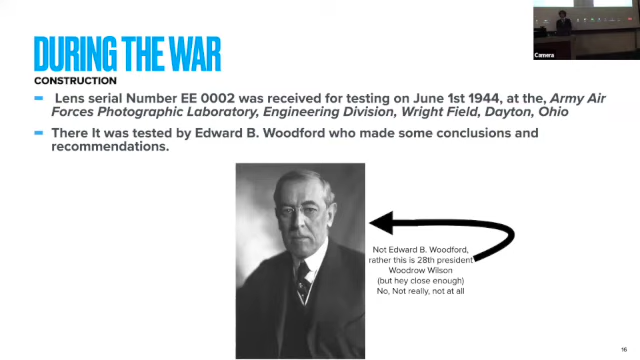 DURING THE WAR
CONSTRUCTION
Lens serial Number EE 0002 was received for testing on June 1st 1944, at the, Army Air
Forces Photographic Laboratory, Engineering Division, Wright Field, Dayton, Ohio
There It was tested by Edward B. Woodford who made some conclusions and
recommendations.
Not Edward B. Woodford,
rather this is 28th president
Woodrow Wilson
(but hey close enough)
No, Not really, not at all
Camera
16